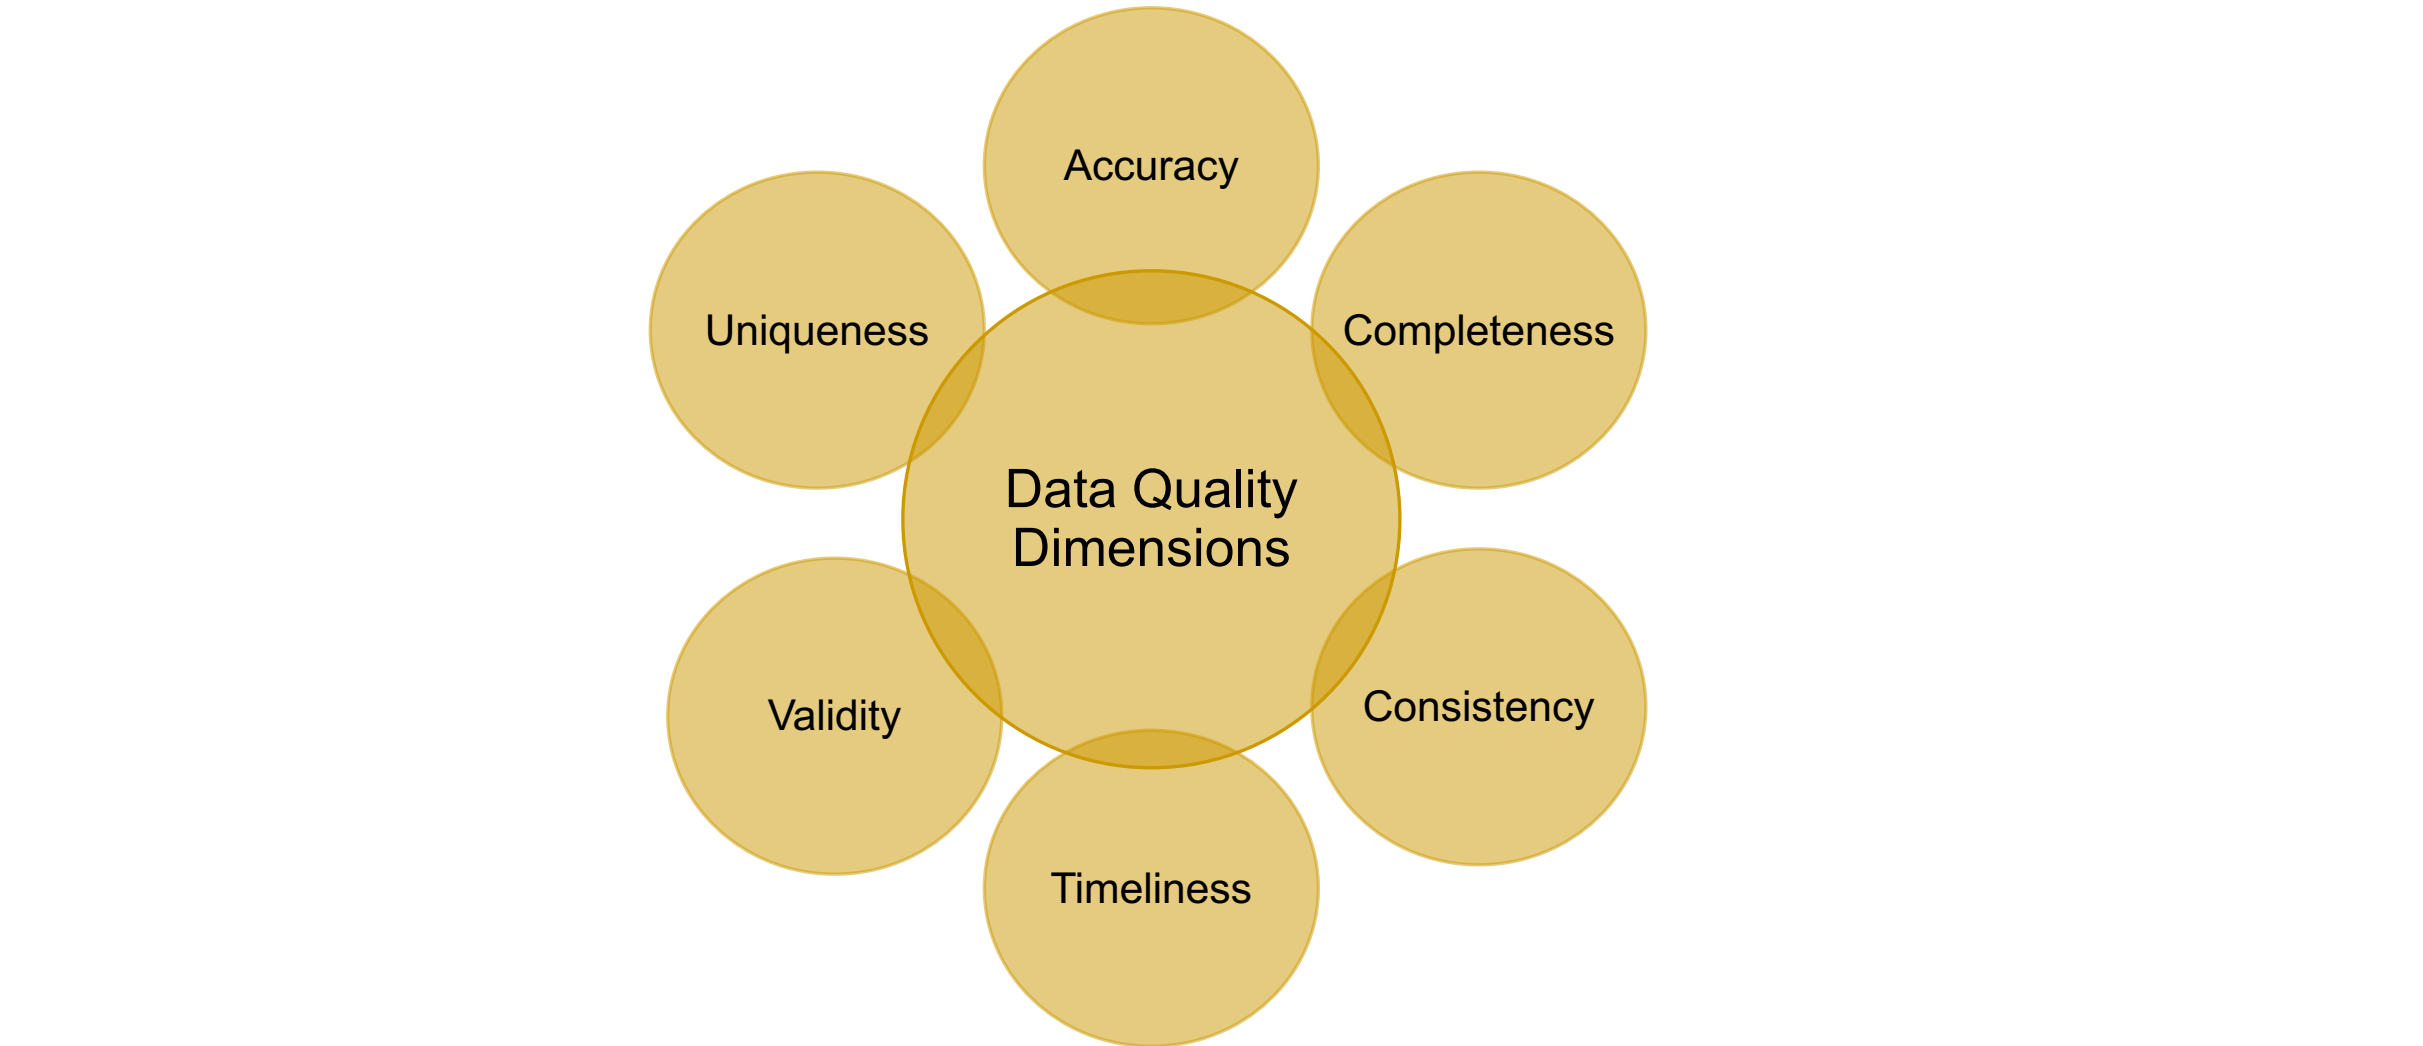 Accuracy
Uniqueness
Completeness
Data Quality
Dimensions
Validity
Consistency
Timeliness